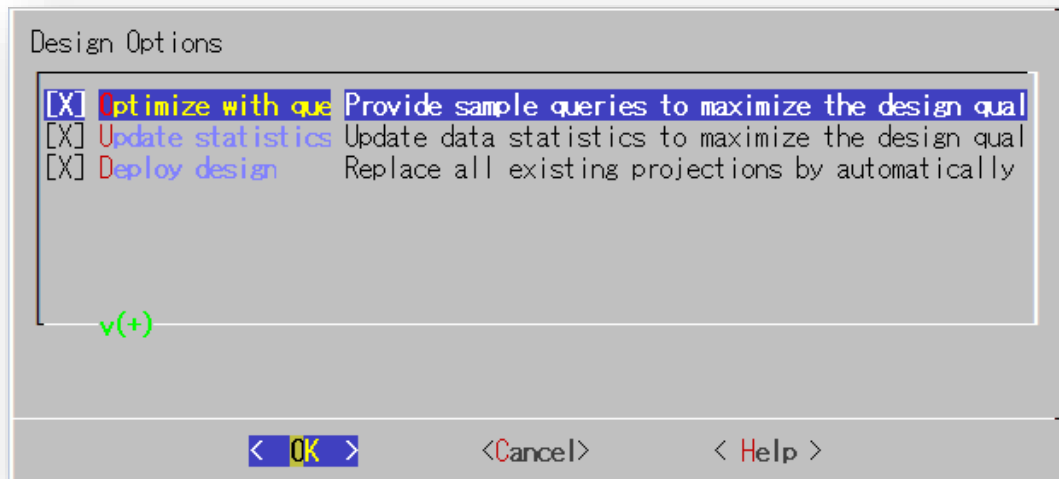 Design Options
[X] Optimize with que Provide sample queries to maximize the design qual
[X] Update statistics Update data statistics to maximize the design qual
[X] Deploy design Replace all existing projections by automatically
v(+)
< OK > <Cancel> < Help >